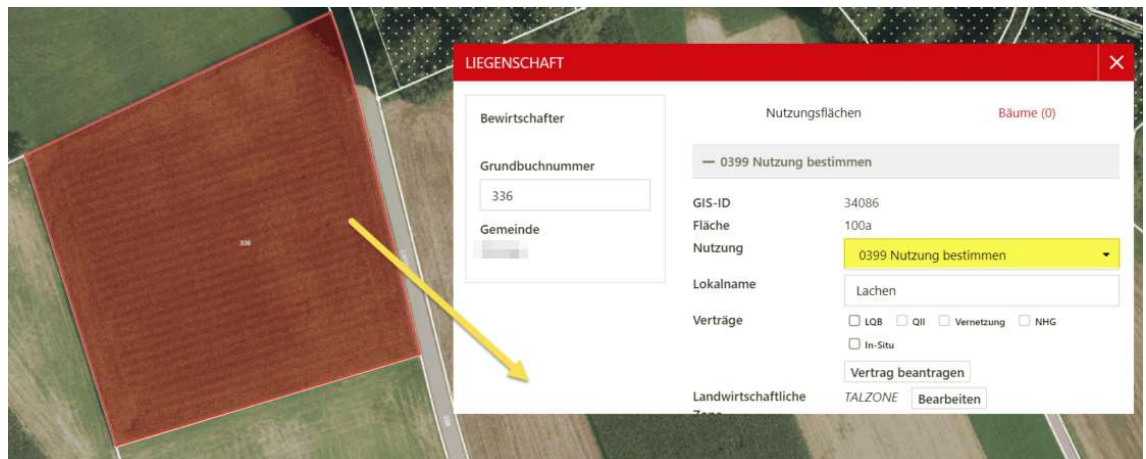 LIEGENSCHAFT
Bewirtschafter
Grundbuchnummer
336
Gemeinde
Nutzungsflächen
Bäume (0)
— 0399 Nutzung bestimmen
GIS-ID 34086
Fläche 100a
Nutzung 0399 Nutzung bestimmen
Lokalname Lachen
Verträge LQB QII Vernetzung NHG
In-Situ
Vertrag beantragen
Landwirtschaftliche TALZONE Bearbeiten
Zone
336